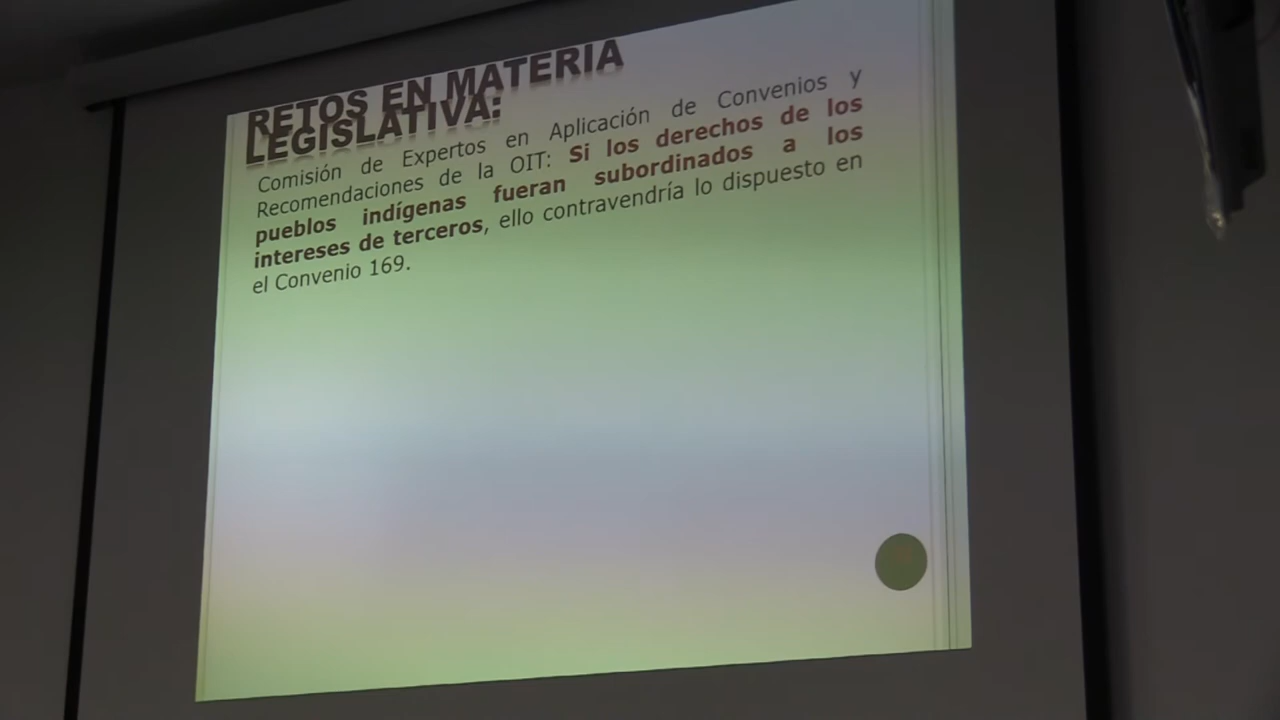 RETOS EN MATERIA
LEGISLATIVA:
Comisión de Expertos en Aplicación de Convenios y
Recomendaciones de la OIT: Si los derechos de los
pueblos indígenas fueran subordinados a los
intereses de terceros, ello contravendría lo dispuesto en
el Convenio 169.